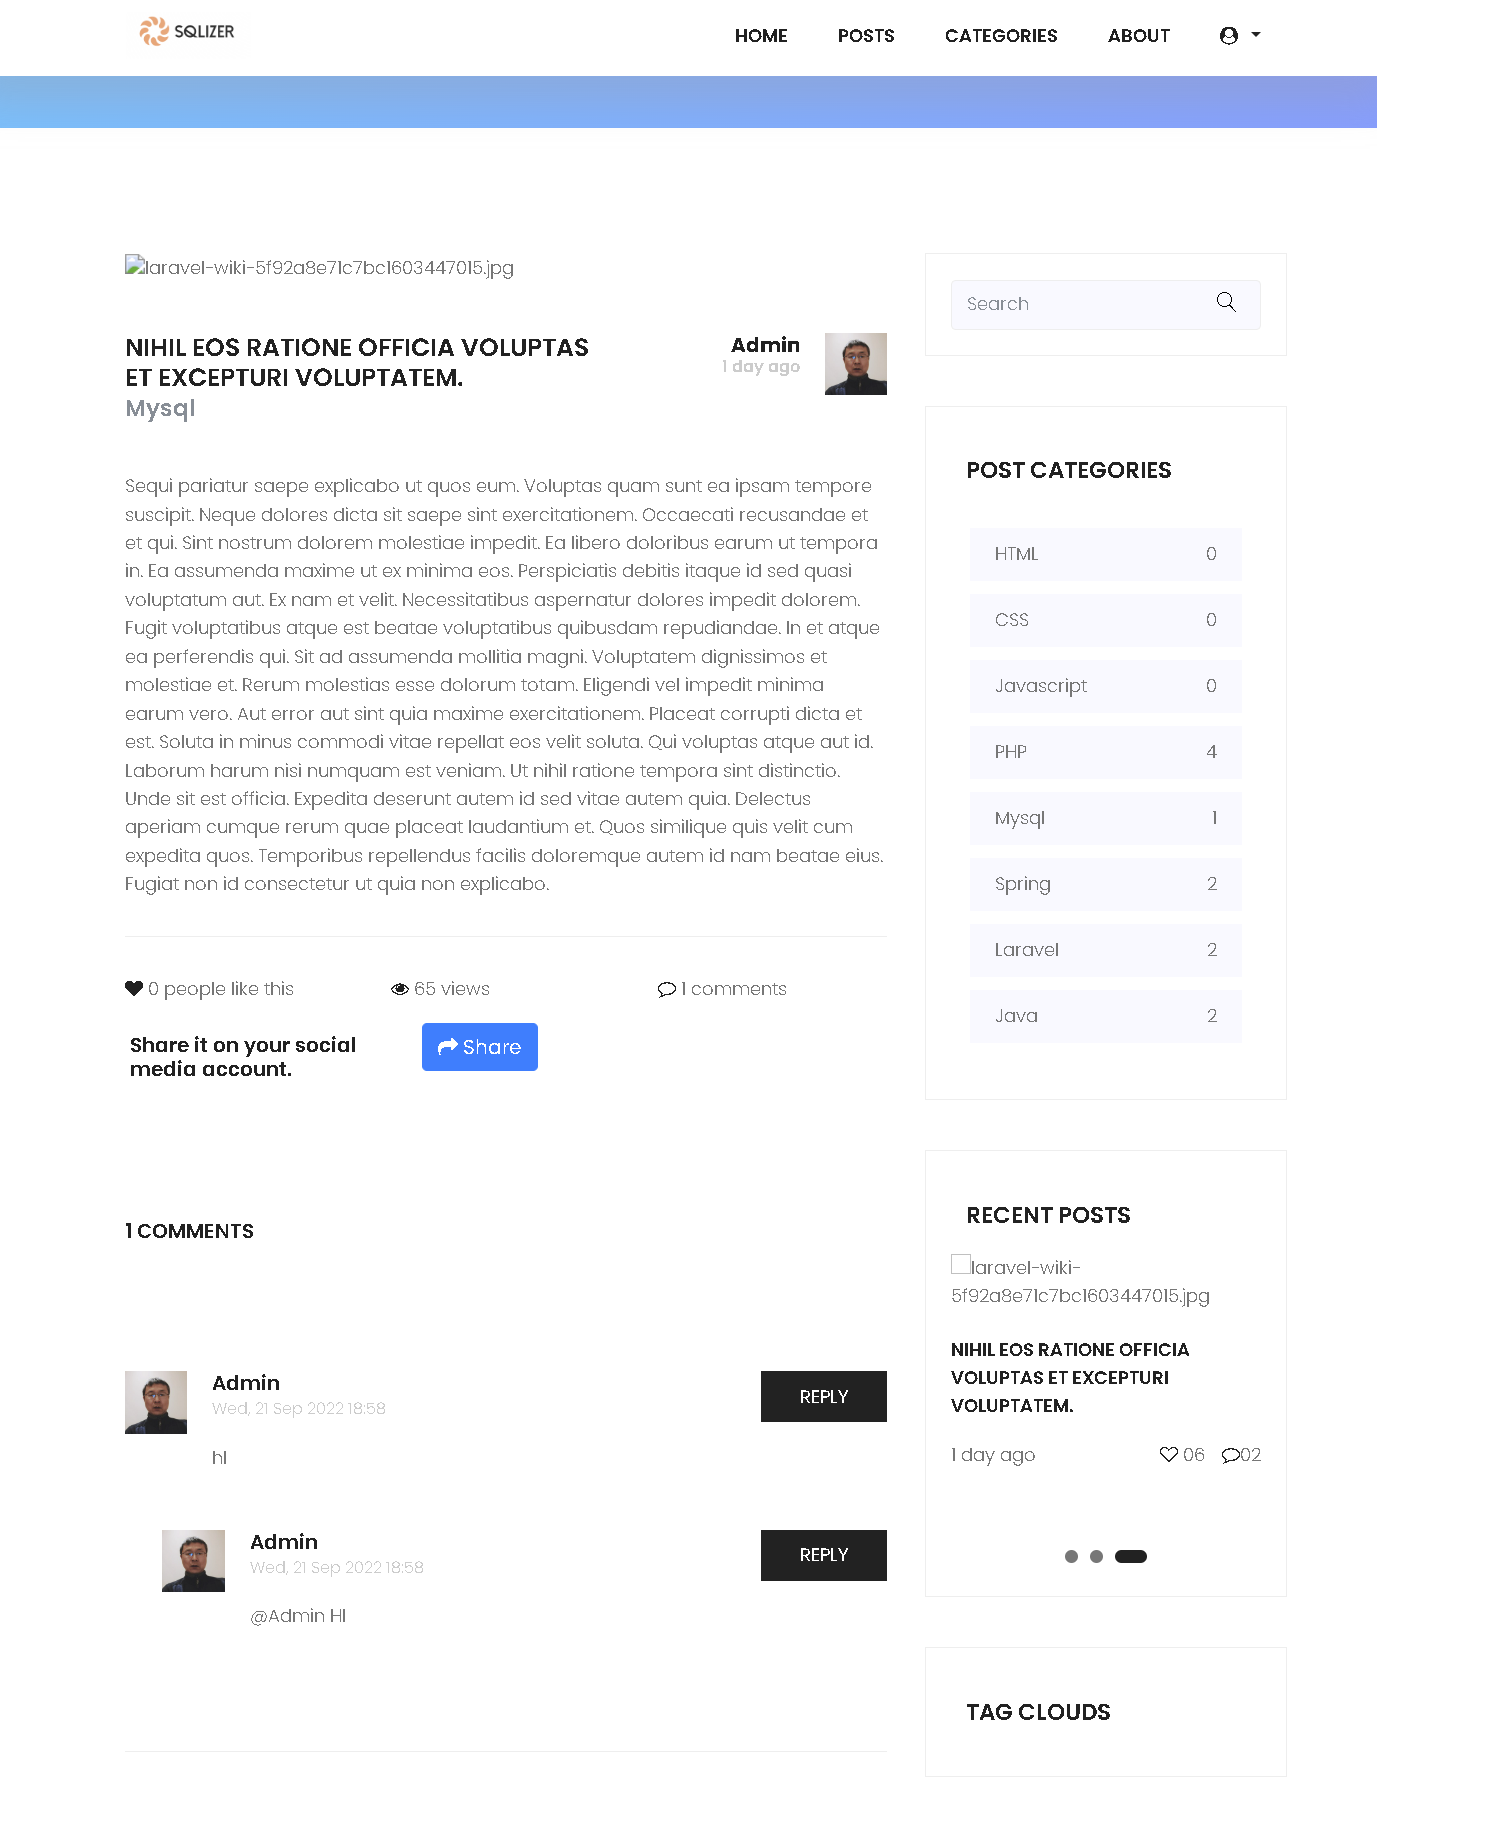 SQLIZER
HOME POSTS CATEGORIES ABOUT
laravel-wiki-5f92a8e71c7bc1603447015.jpg
NIHIL EOS RATIONE OFFICIA VOLUPTAS
ET EXCEPTURI VOLUPTATEM.
Mysql
Admin
1 day ago
Sequi pariatur saepe explicabo ut quos eum. Voluptas quam sunt ea ipsam tempore
suscipit. Neque dolores dicta sit saepe sint exercitationem. Occaecati recusandae et
et qui. Sint nostrum dolorem molestiae impedit. Ea libero doloribus earum ut tempora
in. Ea assumenda maxime ut ex minima eos. Perspiciatis debitis itaque id sed quasi
voluptatum aut. Ex nam et velit. Necessitatibus aspernatur dolores impedit dolorem.
Fugit voluptatibus atque est beatae voluptatibus quibusdam repudiandae. In et atque
ea perferendis qui. Sit ad assumenda mollitia magni. Voluptatem dignissimos et
molestiae et. Rerum molestias esse dolorum totam. Eligendi vel impedit minima
earum vero. Aut error aut sint quia maxime exercitationem. Placeat corrupti dicta et
est. Soluta in minus commodi vitae repellat eos velit soluta. Qui voluptas atque aut id.
Laborum harum nisi numquam est veniam. Ut nihil ratione tempora sint distinctio.
Unde sit est officia. Expedita deserunt autem id sed vitae autem quia. Delectus
aperiam cumque rerum quae placeat laudantium et. Quos similique quis velit cum
expedita quos. Temporibus repellendus facilis doloremque autem id nam beatae eius.
Fugiat non id consectetur ut quia non explicabo.
0 people like this 65 views 1 comments
Share it on your social
media account.
Share
1 COMMENTS
Admin
Wed, 21 Sep 2022 18:58
REPLY
hI
Admin
Wed, 21 Sep 2022 18:58
REPLY
@Admin HI
Search
POST CATEGORIES
HTML 0
CSS 0
Javascript 0
PHP 4
Mysql 1
Spring 2
Laravel 2
Java 2
RECENT POSTS
laravel-wiki-
5f92a8e71c7bc1603447015.jpg
NIHIL EOS RATIONE OFFICIA
VOLUPTAS ET EXCEPTURI
VOLUPTATEM.
1 day ago 06 02
TAG CLOUDS